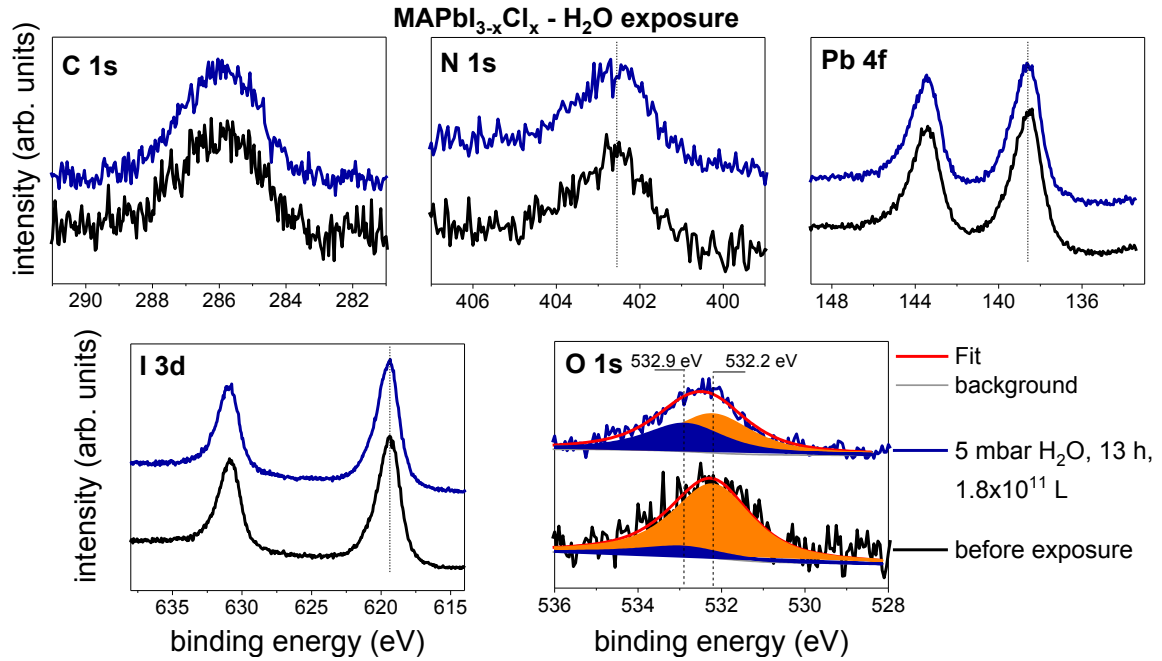 MAPbI₃₋ₓClₓ - H₂O exposure
intensity (arb. units)
C 1s
290 288 286 284 282
N 1s
406 404 402 400
Pb 4f
148 144 140 136
intensity (arb. units)
I 3d
635 630 625 620 615
binding energy (eV)
O 1s
532.9 eV 532.2 eV
536 534 532 530 528
binding energy (eV)
Fit
background
5 mbar H₂O, 13 h,
1.8x10¹¹ L
before exposure